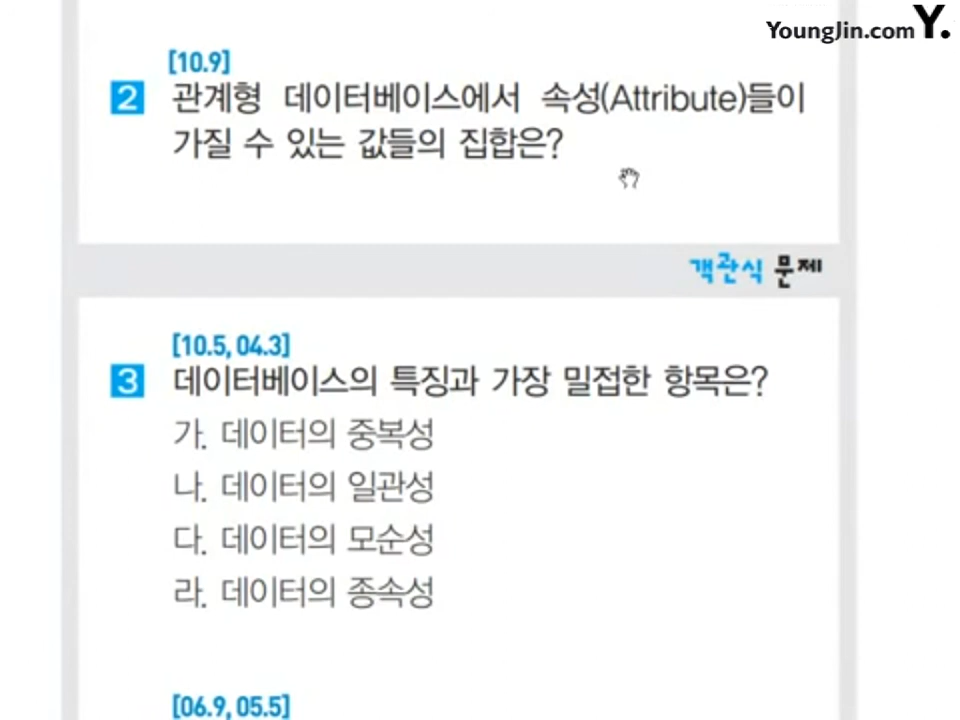 YoungJin.com Y.
[10.9]
2 관계형 데이터베이스에서 속성(Attribute)들이
가질 수 있는 값들의 집합은?
객관식 문제
[10.5, 04.3]
3 데이터베이스의 특징과 가장 밀접한 항목은?
가. 데이터의 중복성
나. 데이터의 일관성
다. 데이터의 모순성
라. 데이터의 종속성
[06.9, 05.5]